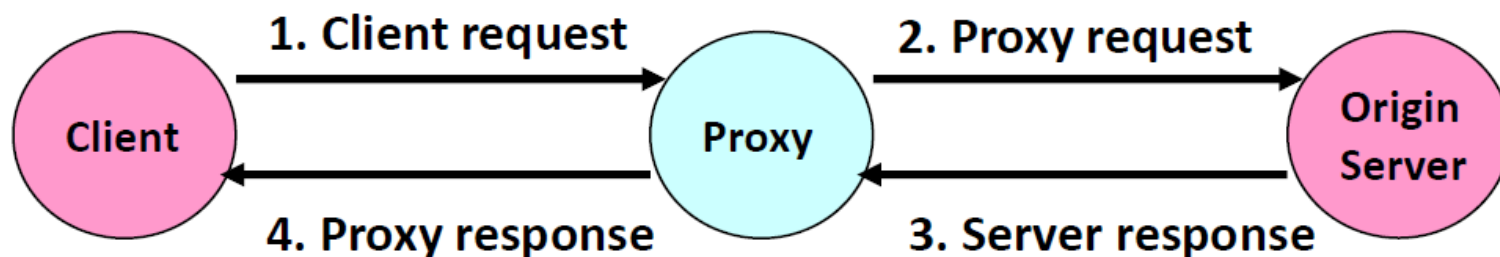 1. Client request
2. Proxy request
Client
Proxy
Origin
Server
4. Proxy response
3. Server response